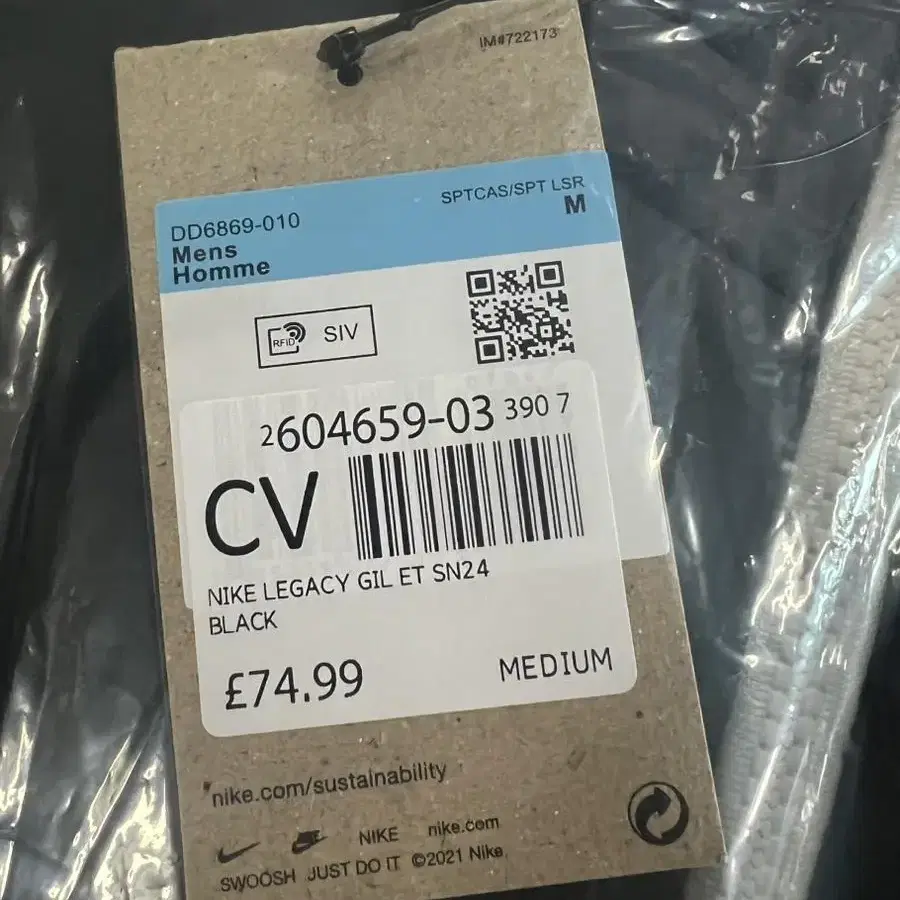 IM#722173
SPTCAS/SPT LSR
DD6869-010
M
Mens
Homme
RFID SIV
2604659-03 390 7
CV
NIKE LEGACY GIL ET SN24
BLACK
£74.99 MEDIUM
nike.com/sustainability
NIKE nike.com
SWOOSH JUST DO IT ©2021 Nike,